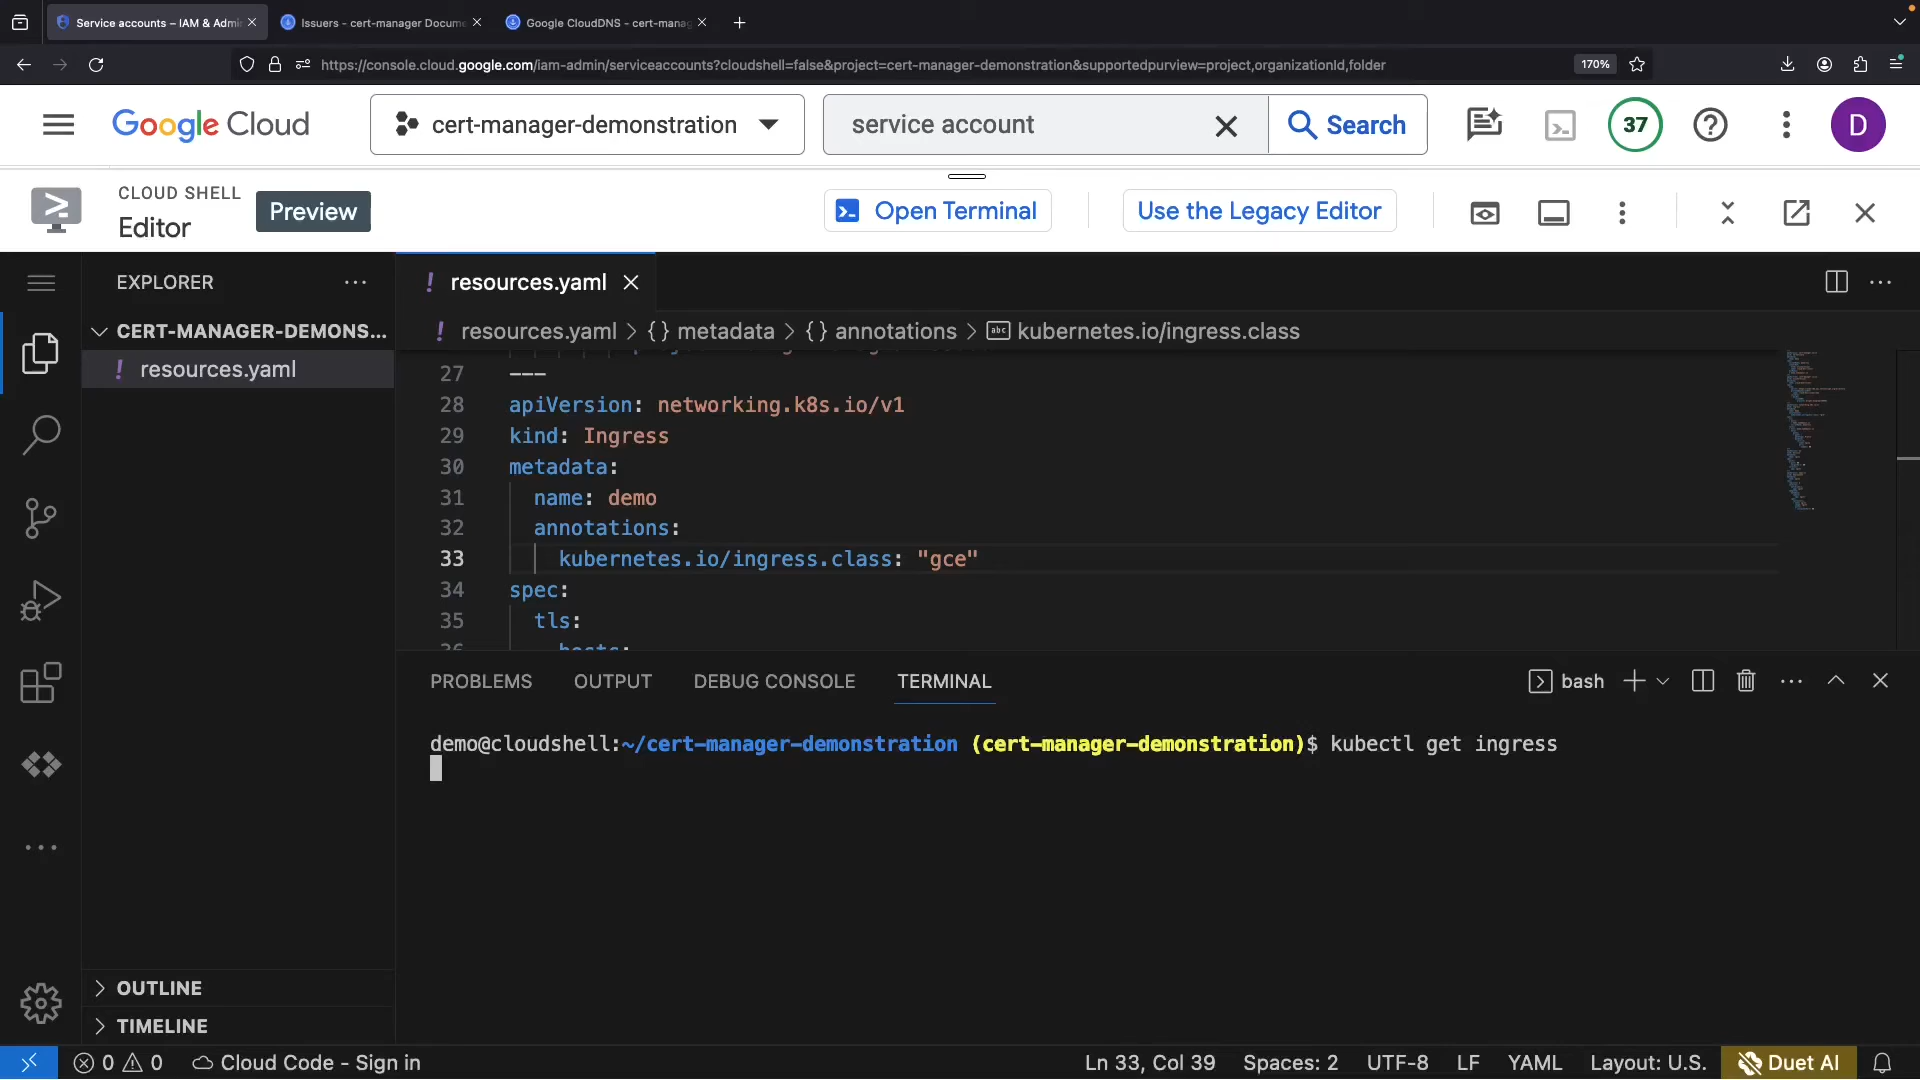 Service accounts – IAM & Admi
Issuers - cert-manager Docume
Google CloudDNS - cert-manag
https://console.cloud.google.com/iam-admin/serviceaccounts?cloudshell=false&project=cert-manager-demonstration&supportedpurview=project,organizationId,folder
170%
Google Cloud
cert-manager-demonstration
service account
Search
37
D
CLOUD SHELL
Editor
Preview
Open Terminal
Use the Legacy Editor
EXPLORER
CERT-MANAGER-DEMONS...
! resources.yaml
! resources.yaml
! resources.yaml > {} metadata > {} annotations > abc kubernetes.io/ingress.class
27 ---
28 apiVersion: networking.k8s.io/v1
29 kind: Ingress
30 metadata:
31 name: demo
32 annotations:
33 kubernetes.io/ingress.class: "gce"
34 spec:
35 tls:
36 hosts:
PROBLEMS
OUTPUT
DEBUG CONSOLE
TERMINAL
bash
demo@cloudshell:~/cert-manager-demonstration (cert-manager-demonstration)$ kubectl get ingress
OUTLINE
TIMELINE
0 0
Cloud Code - Sign in
Ln 33, Col 39
Spaces: 2
UTF-8
LF
YAML
Layout: U.S.
Duet AI